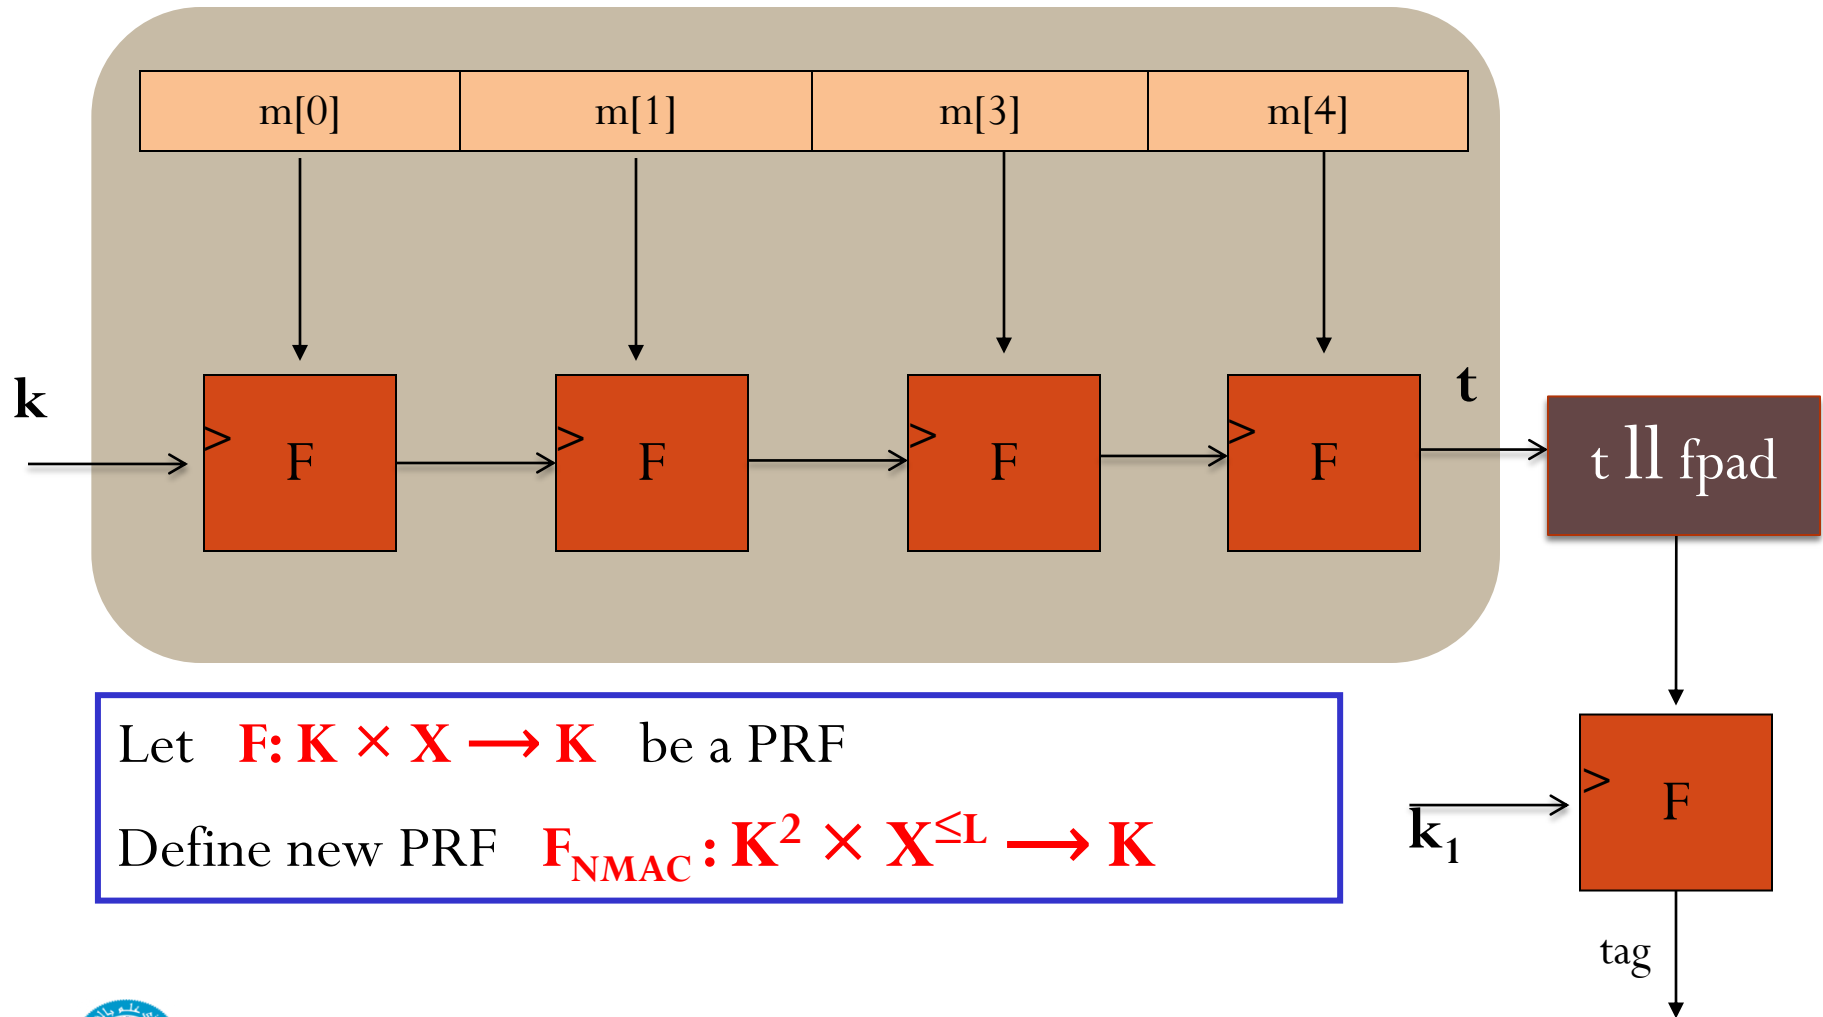 m[0] m[1] m[3] m[4]
k
t
> F > F > F > F
t ll fpad
Let F: K × X ⟶ K be a PRF
Define new PRF F_NMAC : K² × X^≤L ⟶ K
> F
k₁
tag